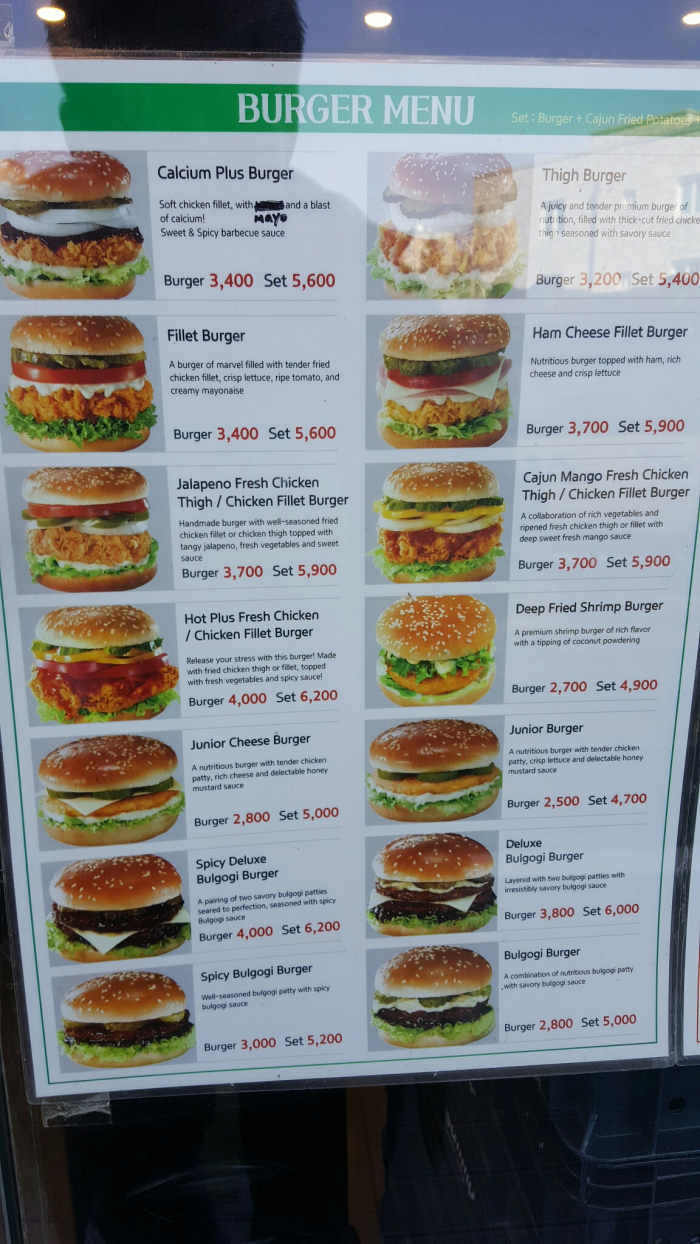 BURGER MENU
Set : Burger + Cajun Fried Potatoes +
Calcium Plus Burger
Soft chicken fillet, with and a blast
mayo
of calcium!
Sweet & Spicy barbecue sauce
Burger 3,400 Set 5,600
Thigh Burger
A juicy and tender premium burger of
nutrition, filled with thick-cut fried chicke
thigh seasoned with savory sauce
Burger 3,200 Set 5,400
Fillet Burger
A burger of marvel filled with tender fried
chicken fillet, crisp lettuce, ripe tomato, and
creamy mayonaise
Burger 3,400 Set 5,600
Ham Cheese Fillet Burger
Nutritious burger topped with ham, rich
cheese and crisp lettuce
Burger 3,700 Set 5,900
Jalapeno Fresh Chicken
Thigh / Chicken Fillet Burger
Handmade burger with well-seasoned fried
chicken fillet or chicken thigh topped with
tangy jalapeno, fresh vegetables and sweet
sauce
Burger 3,700 Set 5,900
Cajun Mango Fresh Chicken
Thigh / Chicken Fillet Burger
A collaboration of rich vegetables and
ripened fresh chicken thigh or fillet with
deep sweet fresh mango sauce
Burger 3,700 Set 5,900
Hot Plus Fresh Chicken
/ Chicken Fillet Burger
Release your stress with this burger! Made
with fried chicken thigh or fillet, topped
with fresh vegetables and spicy sauce!
Burger 4,000 Set 6,200
Deep Fried Shrimp Burger
A premium shrimp burger of rich flavor
with a tipping of coconut powdering
Burger 2,700 Set 4,900
Junior Cheese Burger
A nutritious burger with tender chicken
patty, rich cheese and delectable honey
mustard sauce
Burger 2,800 Set 5,000
Junior Burger
A nutritious burger with tender chicken
patty, crisp lettuce and delectable honey
mustard sauce
Burger 2,500 Set 4,700
Spicy Deluxe
Bulgogi Burger
A pairing of two savory bulgogi patties
seared to perfection, seasoned with spicy
Bulgogi sauce
Burger 4,000 Set 6,200
Deluxe
Bulgogi Burger
Layered with two bulgogi patties with
irresistibly savory bulgogi sauce
Burger 3,800 Set 6,000
Spicy Bulgogi Burger
Well-seasoned bulgogi patty with spicy
bulgogi sauce
Burger 3,000 Set 5,200
Bulgogi Burger
A combination of nutritious bulgogi patty
with savory bulgogi sauce
Burger 2,800 Set 5,000